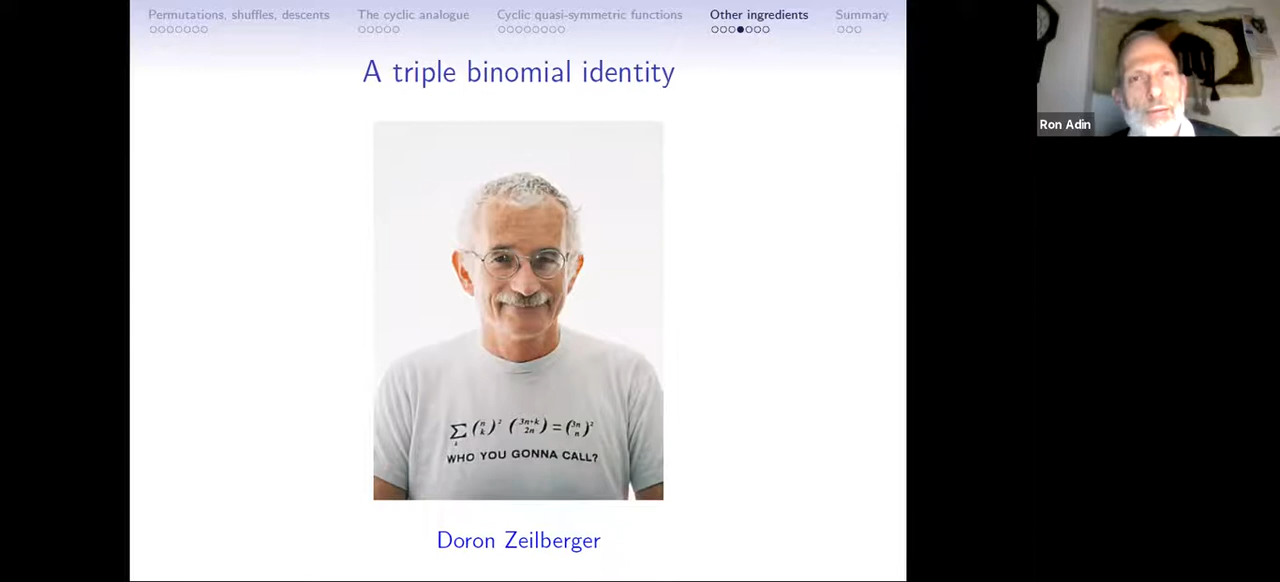 Permutations, shuffles, descents The cyclic analogue Cyclic quasi-symmetric functions Other ingredients Summary
A triple binomial identity
Ron Adin
∑ₖ (n k)² (3n+k 2n) = (3n n)²
WHO YOU GONNA CALL?
Doron Zeilberger